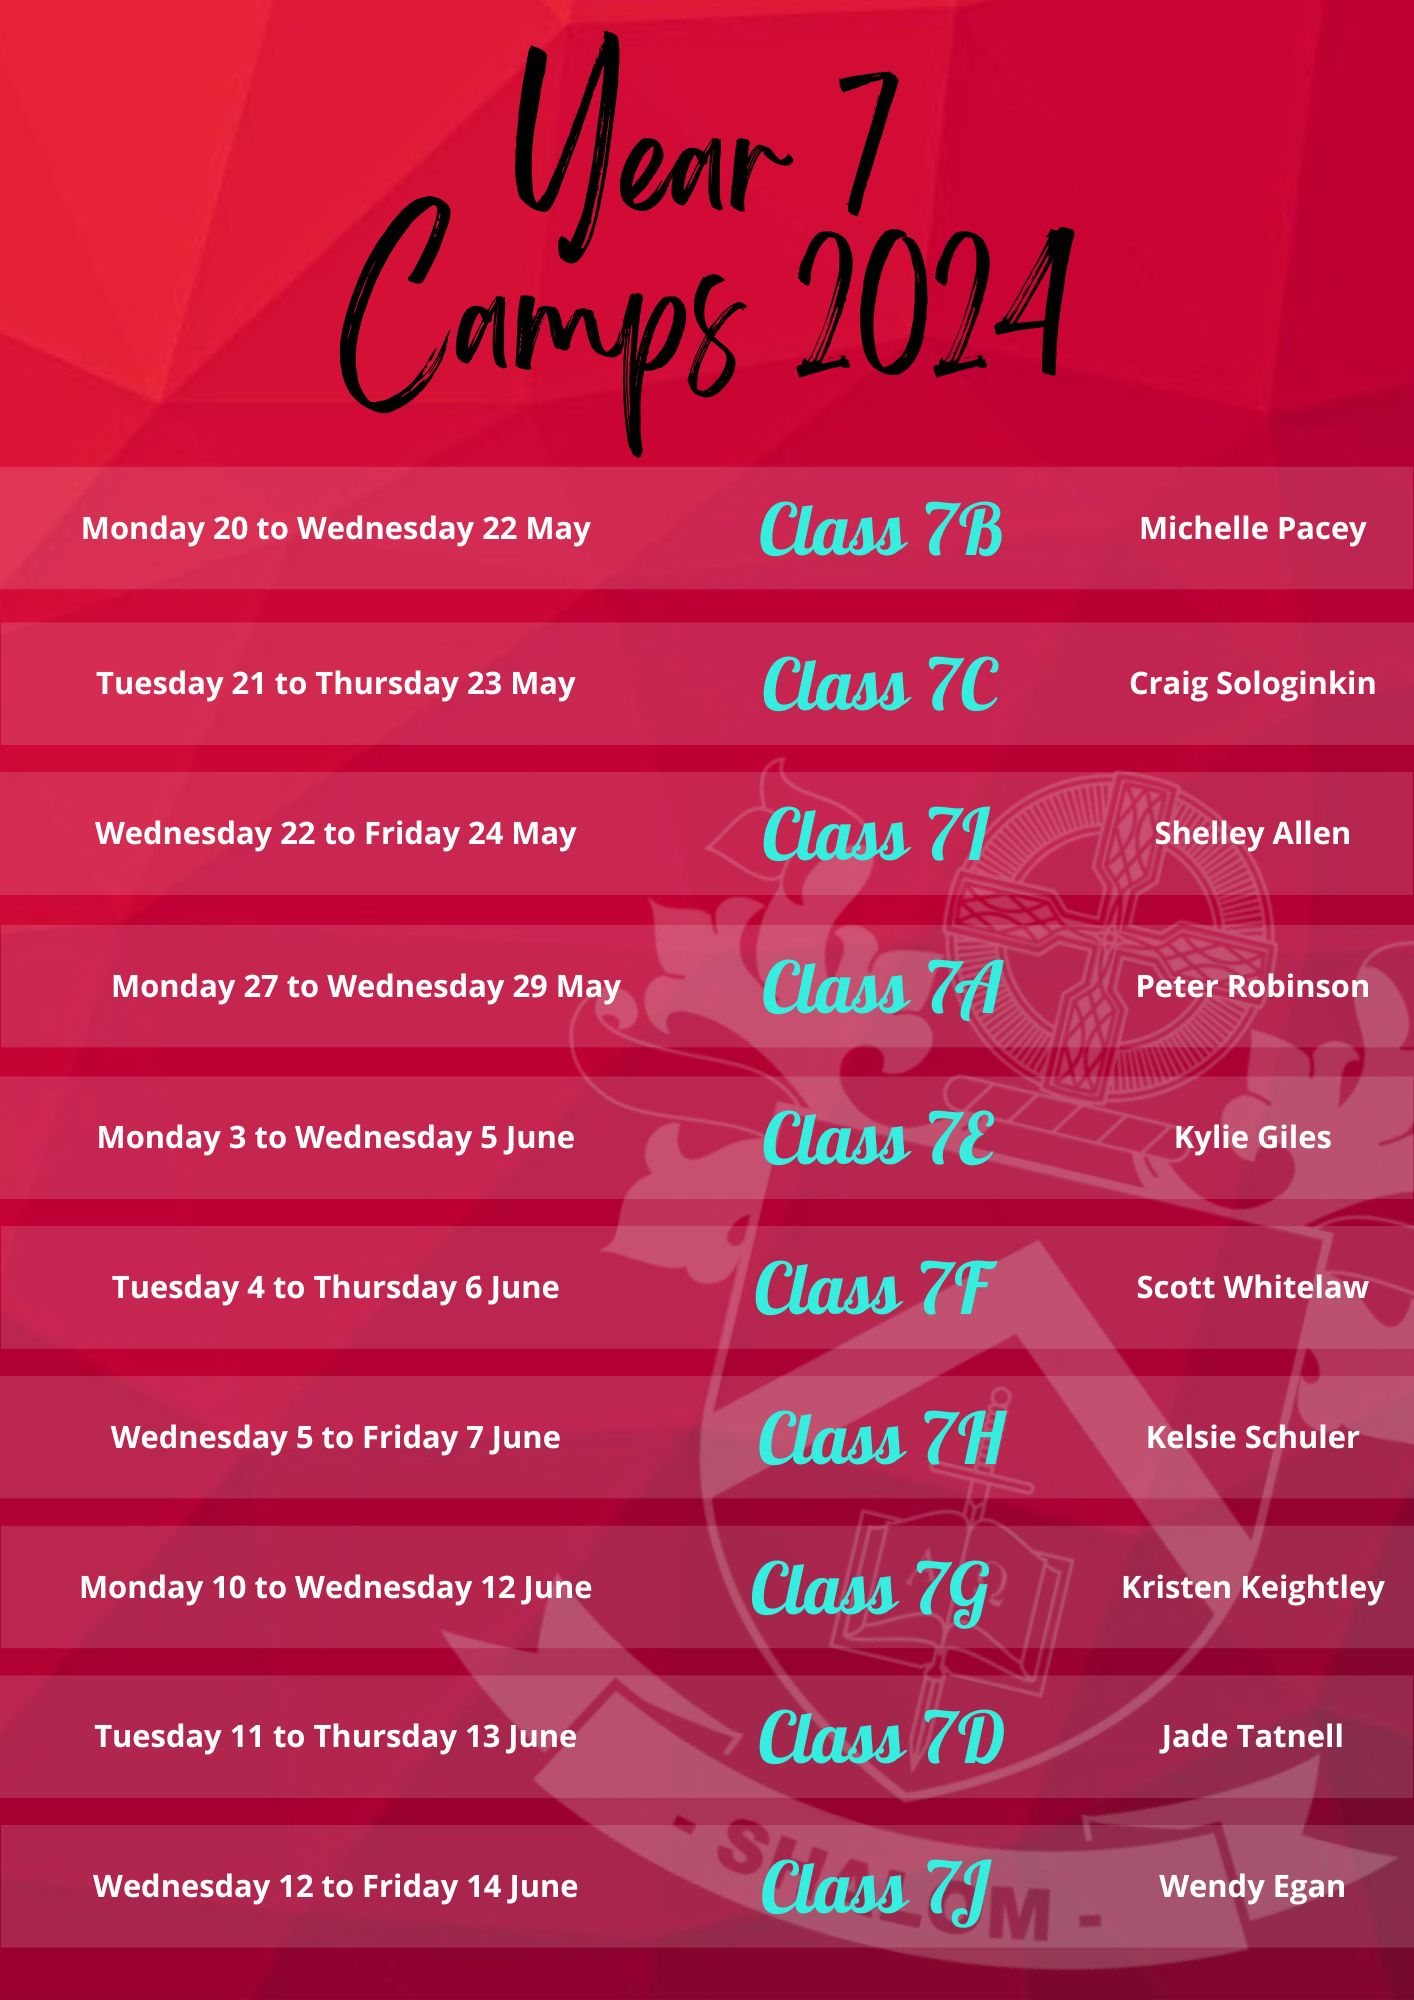 Year 7
Camps 2024
Monday 20 to Wednesday 22 May Class 7B Michelle Pacey
Tuesday 21 to Thursday 23 May Class 7C Craig Sologinkin
Wednesday 22 to Friday 24 May Class 7I Shelley Allen
Monday 27 to Wednesday 29 May Class 7A Peter Robinson
Monday 3 to Wednesday 5 June Class 7E Kylie Giles
Tuesday 4 to Thursday 6 June Class 7F Scott Whitelaw
Wednesday 5 to Friday 7 June Class 7H Kelsie Schuler
Monday 10 to Wednesday 12 June Class 7G Kristen Keightley
Α Ω
Tuesday 11 to Thursday 13 June Class 7D Jade Tatnell
Wednesday 12 to Friday 14 June Class 7J Wendy Egan
- SHALOM -